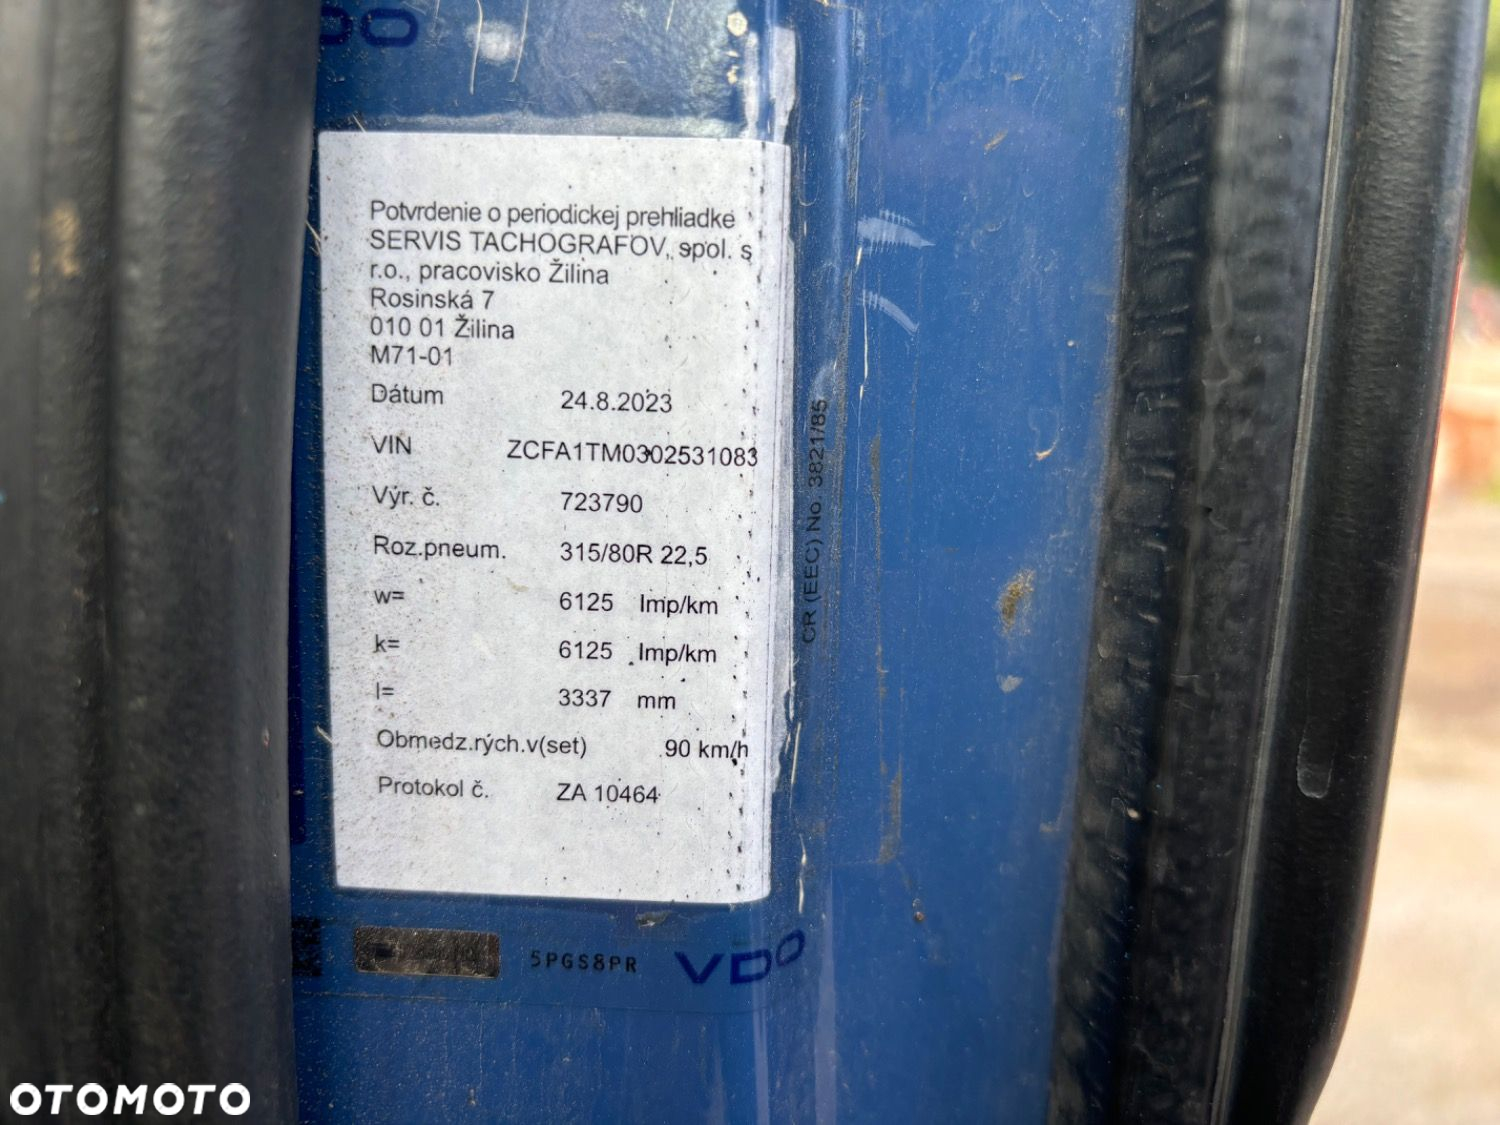 DO
Potvrdenie o periodickej prehliadke
SERVIS TACHOGRAFOV, spol. s
r.o., pracovisko Žilina
Rosinská 7
010 01 Žilina
M71-01
Dátum 24.8.2023
VIN ZCFA1TM0302531083
Výr. č. 723790
Roz.pneum. 315/80R 22,5
w= 6125 Imp/km
k= 6125 Imp/km
l= 3337 mm
Obmedz.rých.v(set) 90 km/h
Protokol č. ZA 10464
CR (EEC) No. 3821/85
5PGS8PR
VDO
OTOMOTO